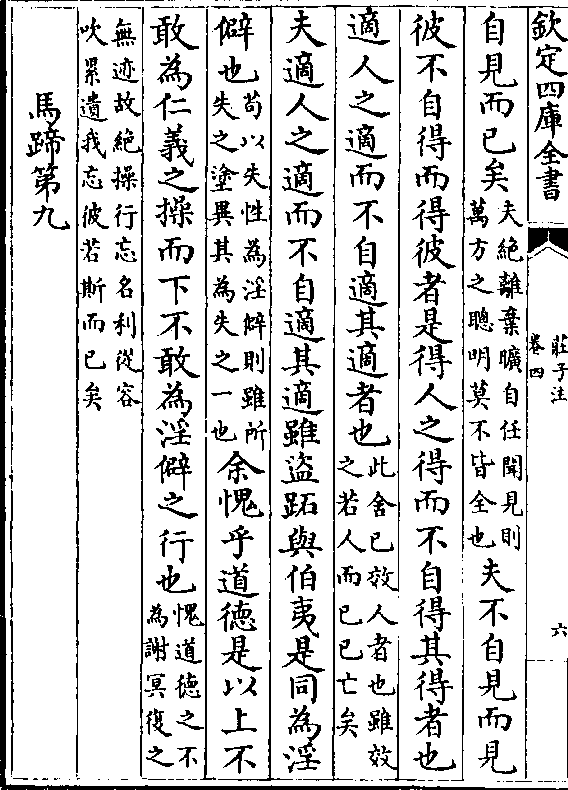 欽定四庫全書
莊子注
卷四
六
自見而已矣夫絶離棄曠自任聞見則萬方之聰明莫不皆全也夫不自見而見
彼不自得而得彼者是得人之得而不自得其得者也
適人之適而不自適其適者也此舍已效人者也雖效之若人而已已亡矣
夫適人之適而不自適其適雖盜跖與伯夷是同為淫
僻也苟以失性為淫僻則雖所失之塗異其為失之一也余愧乎道德是以上不
敢為仁義之操而下不敢為淫僻之行也愧道德之不為謝冥復之
無迹故絶操行忘名利從容吹累遺我忘彼若斯而已矣
馬蹄第九